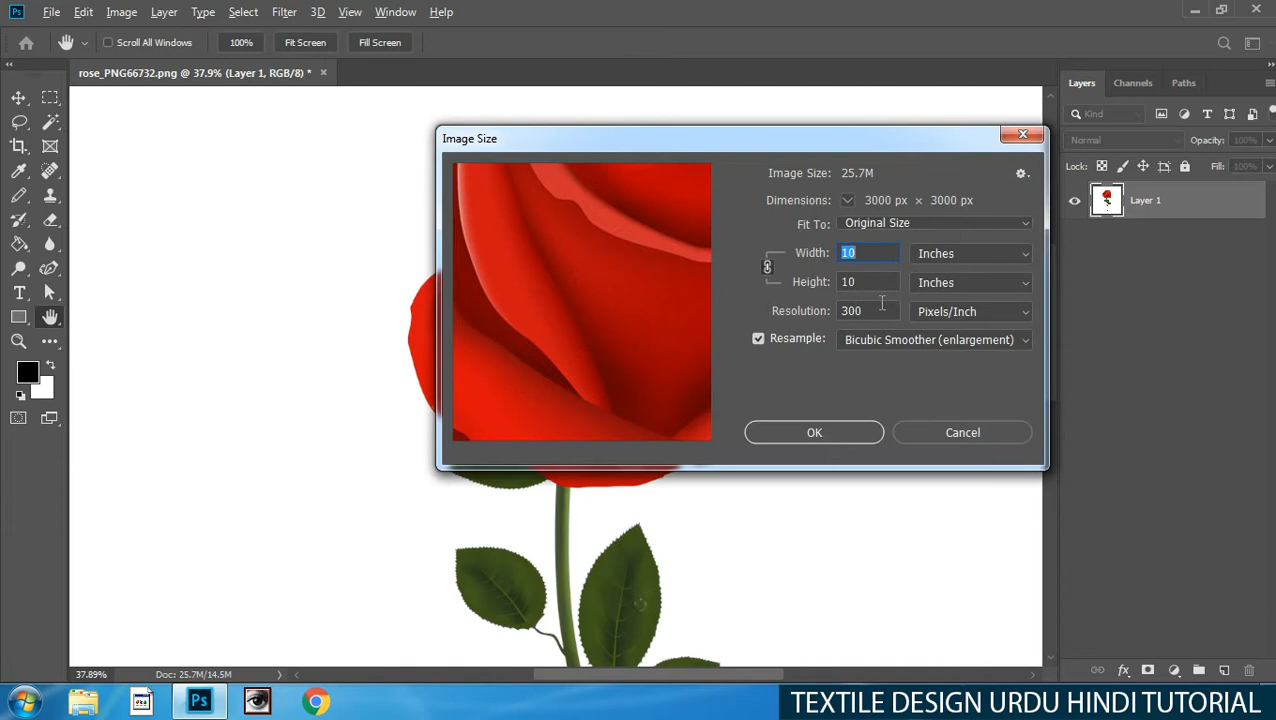 Ps File Edit Image Layer Type Select Filter 3D View Window Help
Scroll All Windows 100% Fit Screen Fill Screen
rose_PNG66732.png @ 37.9% (Layer 1, RGB/8) * ×
Layers Channels Paths
Kind
Normal Opacity: 100%
Lock: Fill: 100%
Layer 1
Image Size
Image Size: 25.7M
Dimensions: 3000 px × 3000 px
Fit To: Original Size
Width: 10 Inches
Height: 10 Inches
Resolution: 300 Pixels/Inch
Resample: Bicubic Smoother (enlargement)
OK Cancel
37.89% Doc: 25.7M/14.5M
Ps
TEXTILE DESIGN URDU HINDI TUTORIAL